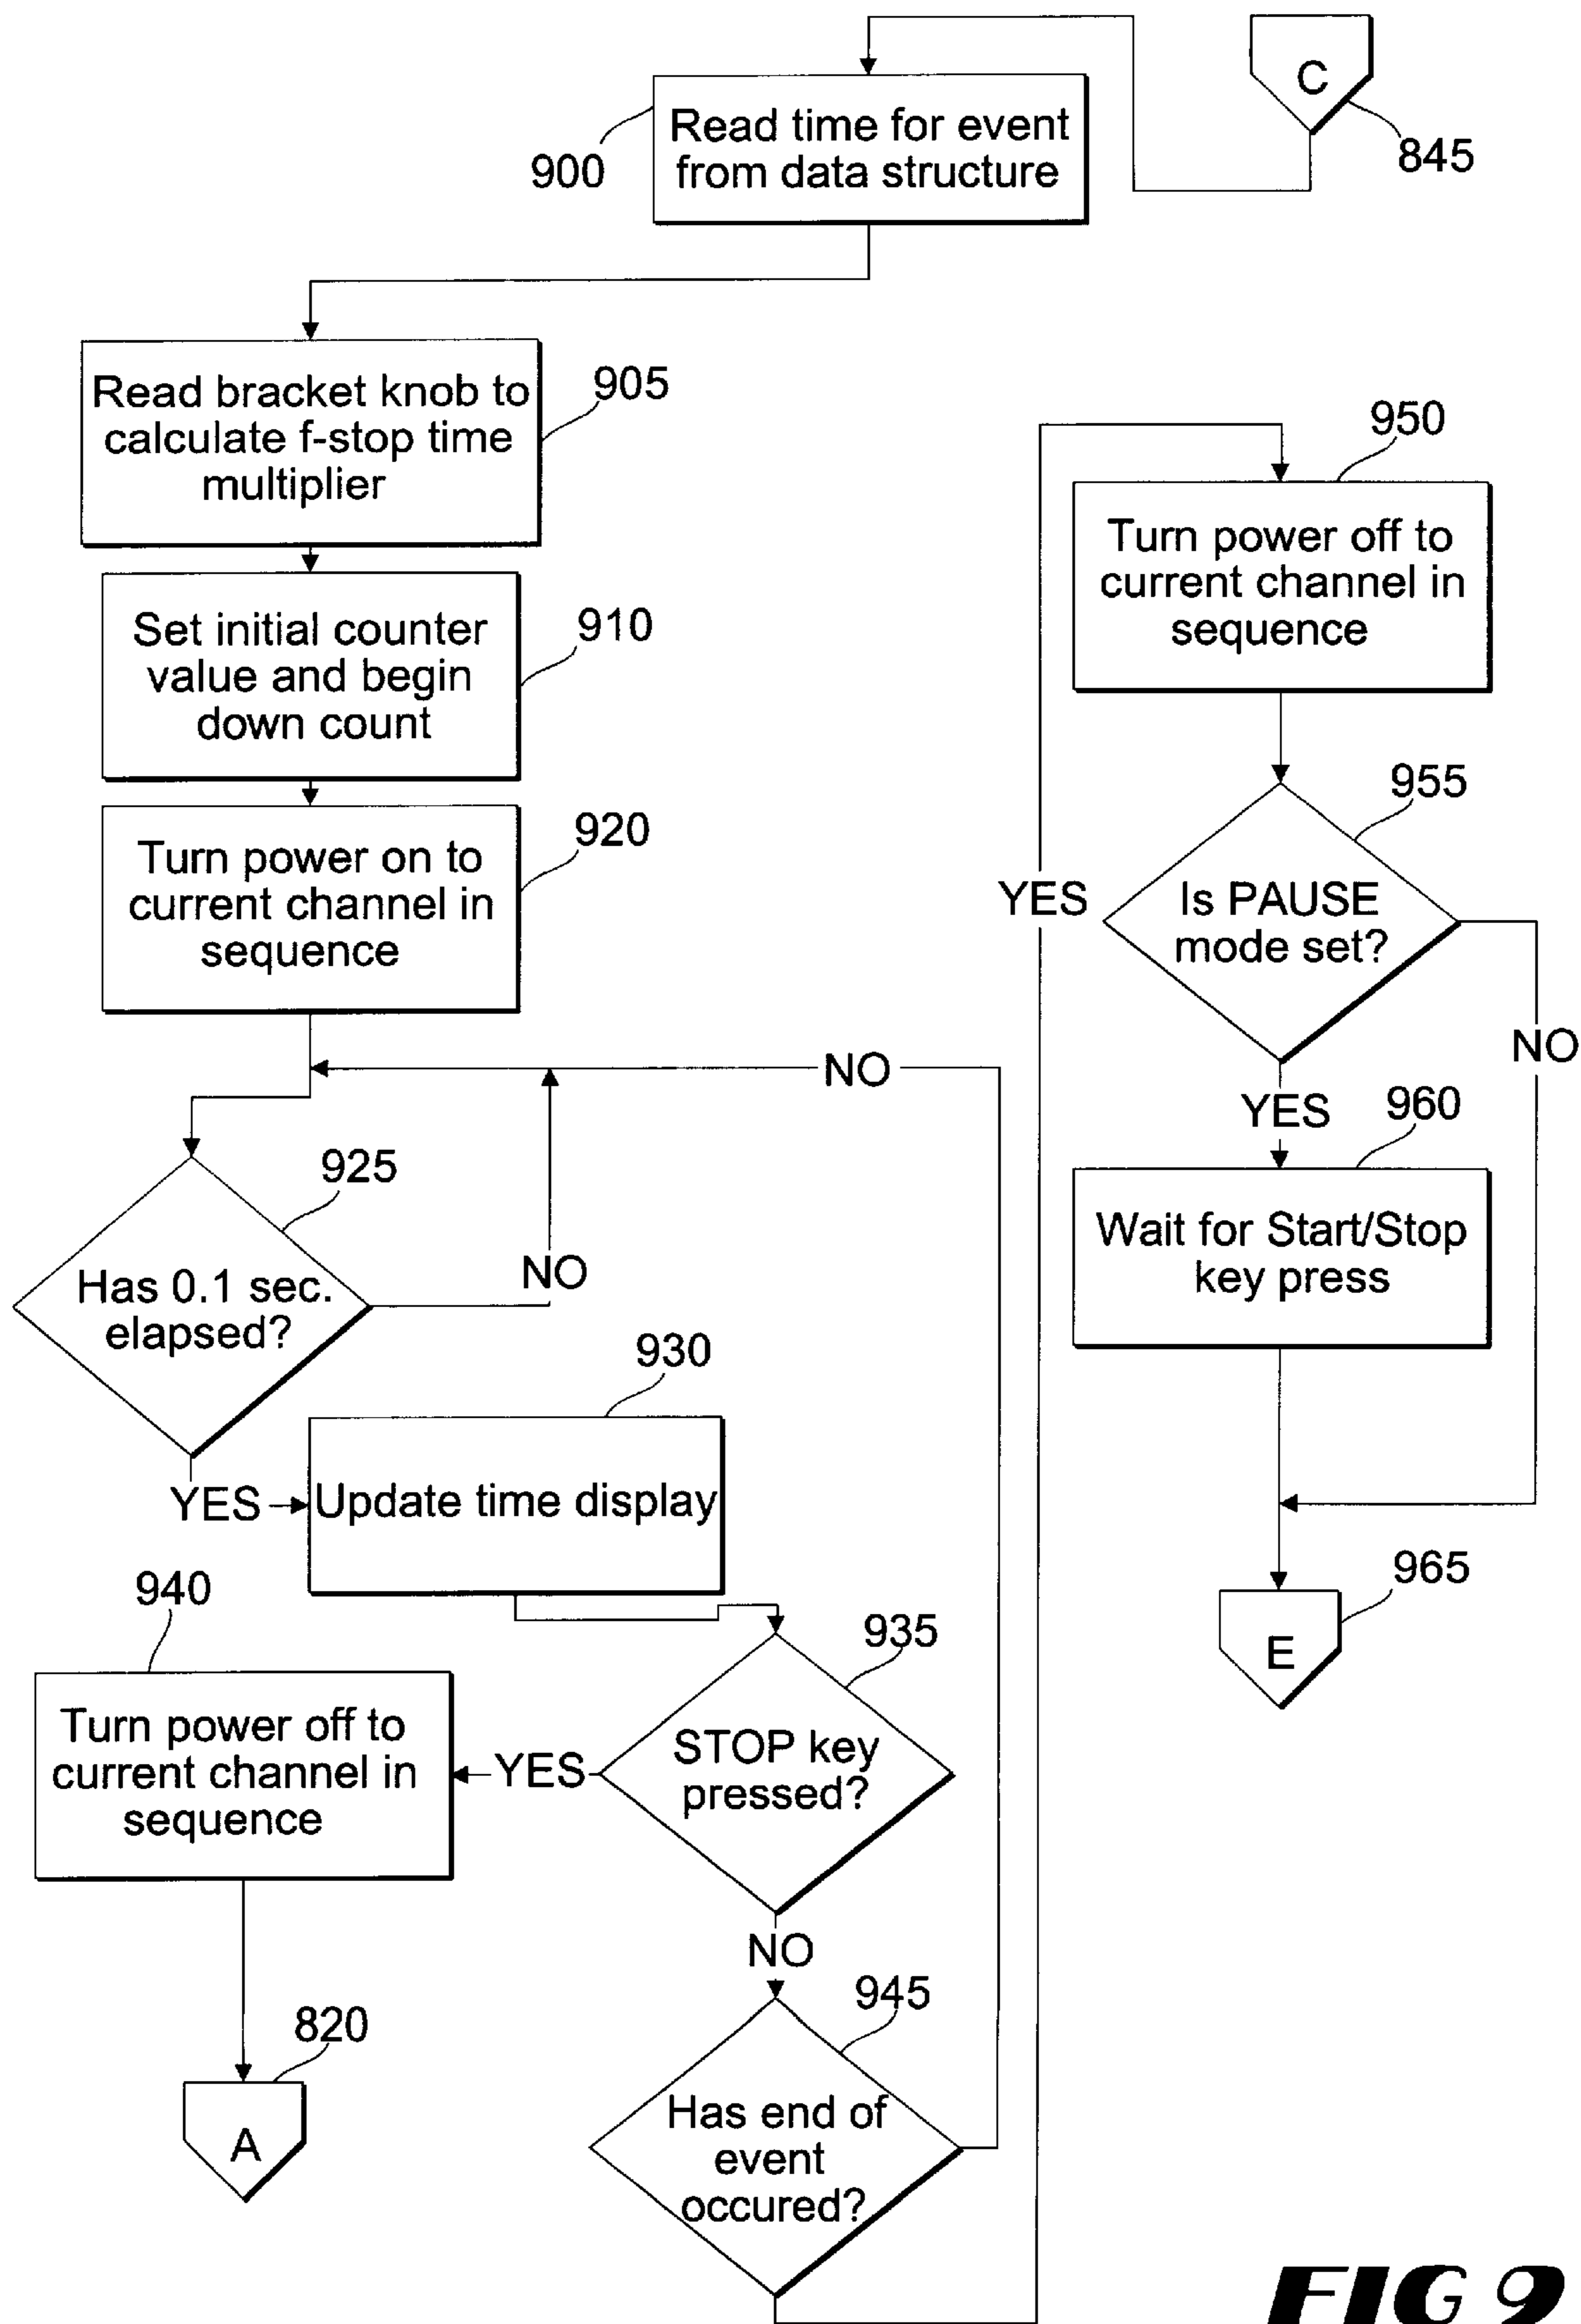 C
845
Read time for event
from data structure
900
Read bracket knob to
calculate f-stop time
multiplier
905
Set initial counter
value and begin
down count
910
Turn power on to
current channel in
sequence
920
NO
Has 0.1 sec.
elapsed?
925
NO
YES
Update time display
930
STOP key
pressed?
935
YES
Turn power off to
current channel in
sequence
940
A
820
NO
Has end of
event
occured?
945
YES
Turn power off to
current channel in
sequence
950
Is PAUSE
mode set?
955
NO
YES
Wait for Start/Stop
key press
960
E
965
FIG 9